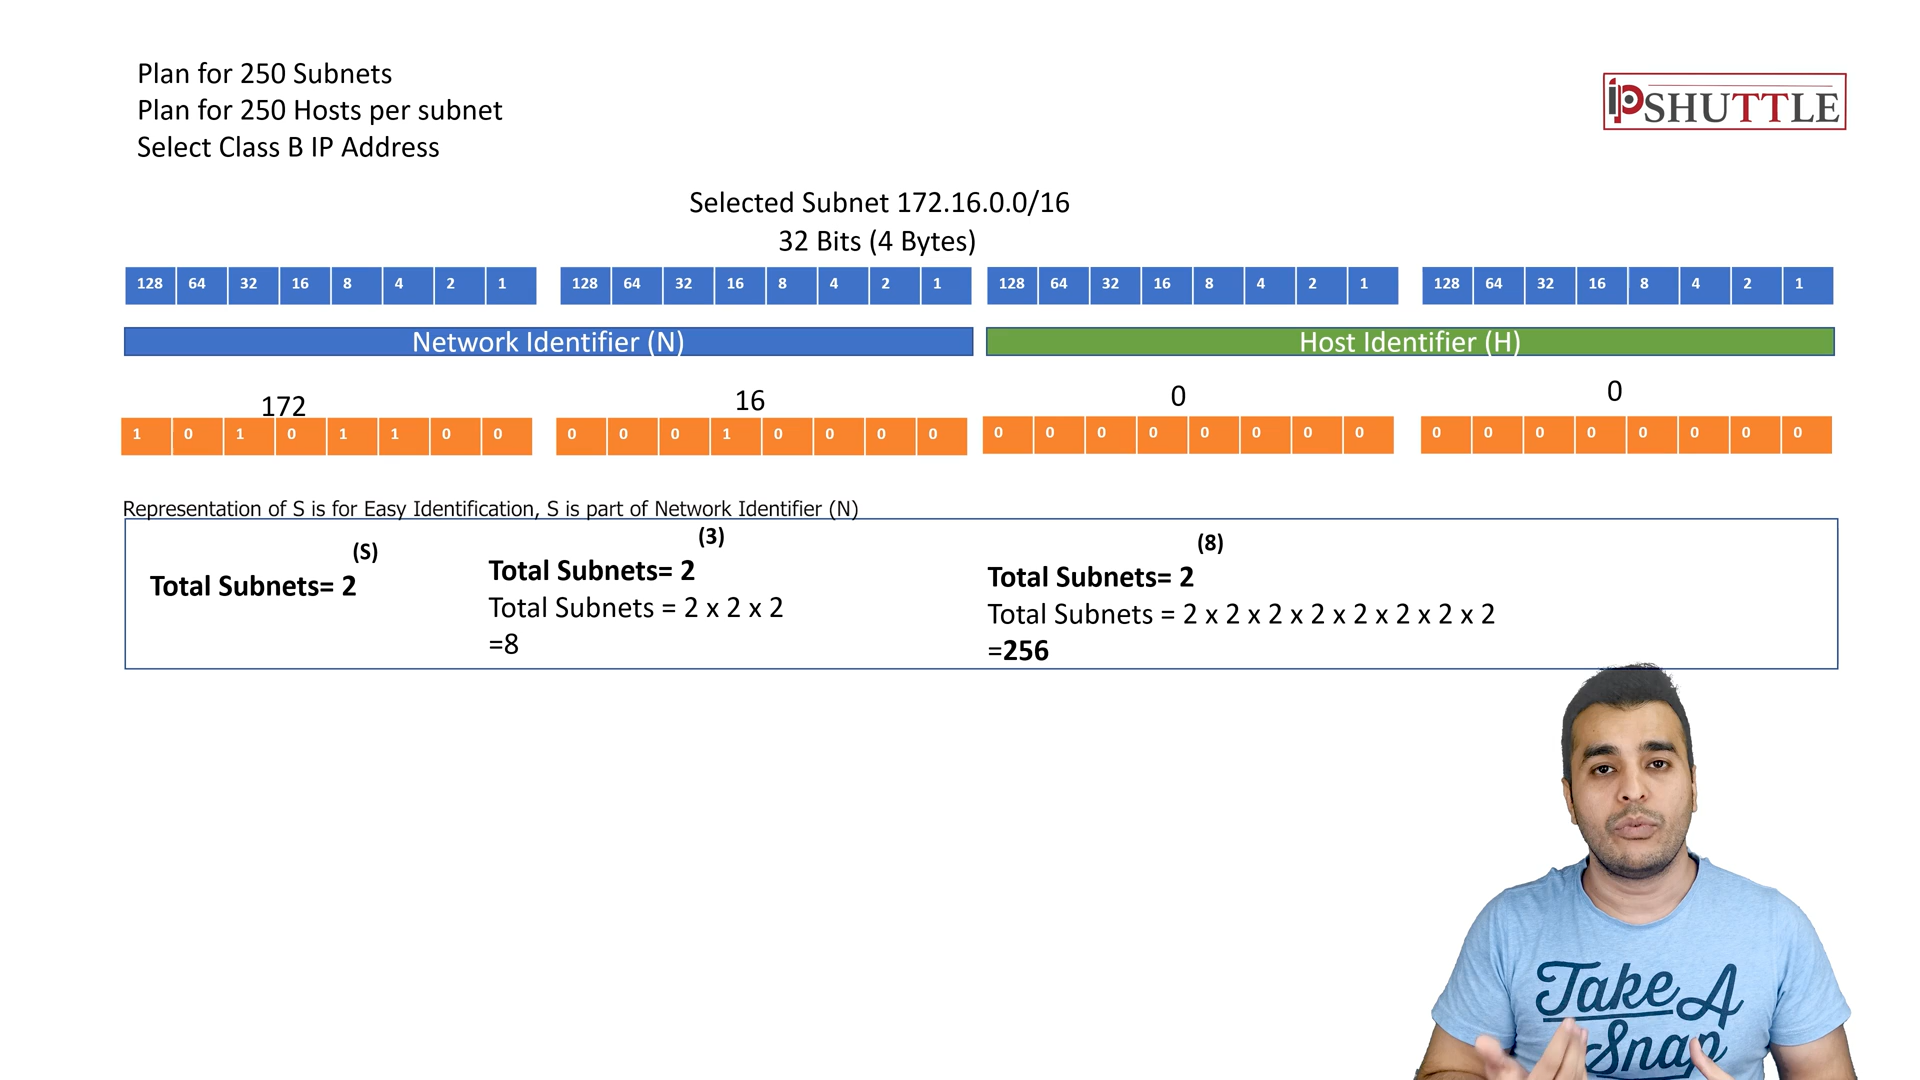 Plan for 250 Subnets
Plan for 250 Hosts per subnet
Select Class B IP Address
ipSHUTTLE
Selected Subnet 172.16.0.0/16
32 Bits (4 Bytes)
128 64 32 16 8 4 2 1 128 64 32 16 8 4 2 1 128 64 32 16 8 4 2 1 128 64 32 16 8 4 2 1
Network Identifier (N) Host Identifier (H)
172 16 0 0
1 0 1 0 1 1 0 0 0 0 0 1 0 0 0 0 0 0 0 0 0 0 0 0 0 0 0 0 0 0 0 0
Representation of S is for Easy Identification, S is part of Network Identifier (N)
(S)
Total Subnets= 2
(3)
Total Subnets= 2
Total Subnets = 2 x 2 x 2
=8
(8)
Total Subnets= 2
Total Subnets = 2 x 2 x 2 x 2 x 2 x 2 x 2 x 2
=256
Take A
Snap